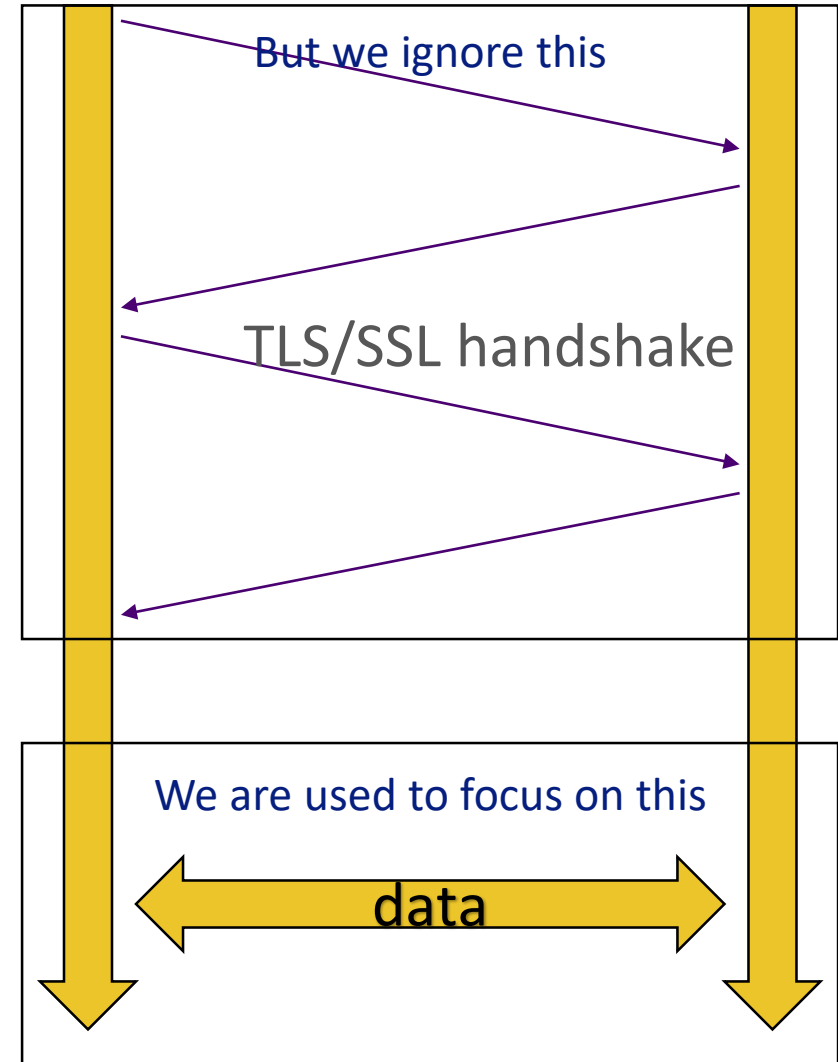 But we ignore this
TLS/SSL handshake
We are used to focus on this
data